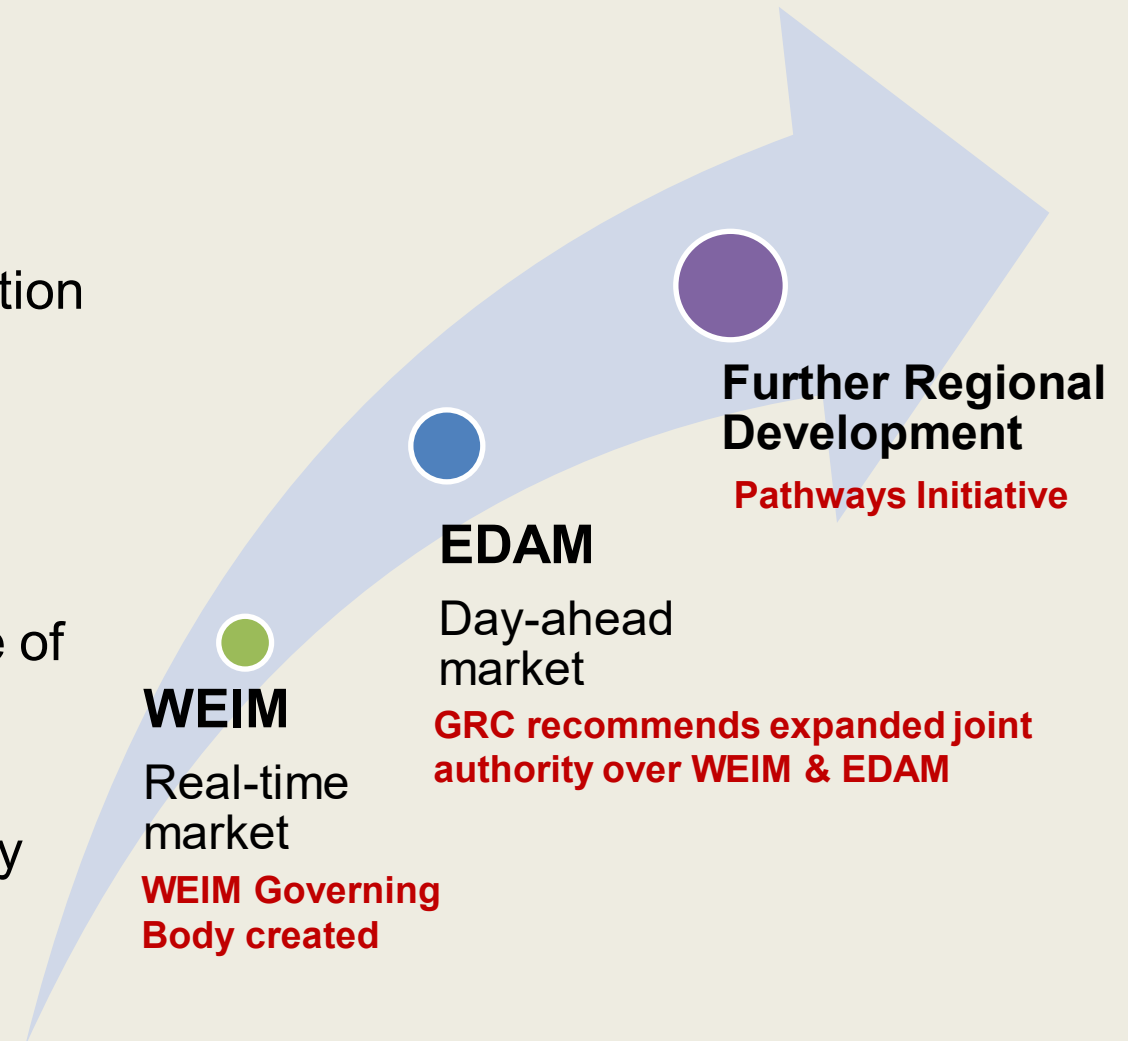 tion
e of
y
WEIM
Real-time
market
WEIM Governing
Body created
EDAM
Day-ahead
market
GRC recommends expanded joint
authority over WEIM & EDAM
Further Regional
Development
Pathways Initiative